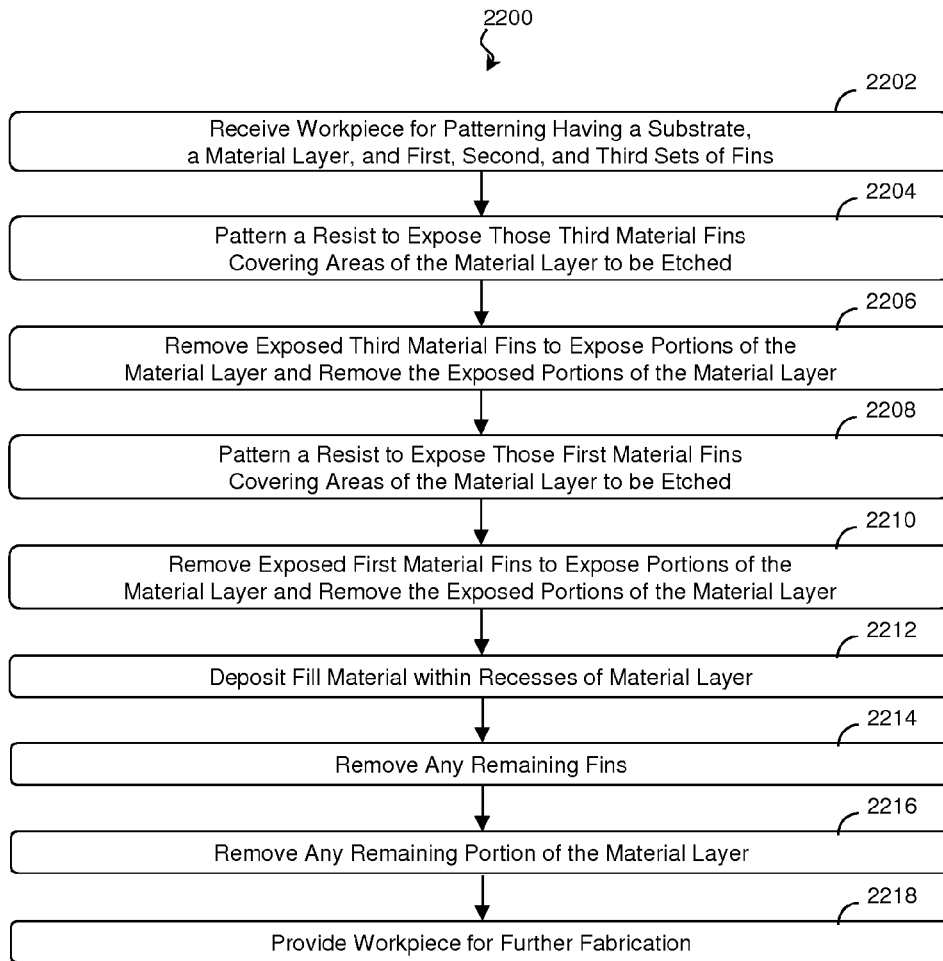 2200
2202
Receive Workpiece for Patterning Having a Substrate,
a Material Layer, and First, Second, and Third Sets of Fins
2204
Pattern a Resist to Expose Those Third Material Fins
Covering Areas of the Material Layer to be Etched
2206
Remove Exposed Third Material Fins to Expose Portions of the
Material Layer and Remove the Exposed Portions of the Material Layer
2208
Pattern a Resist to Expose Those First Material Fins
Covering Areas of the Material Layer to be Etched
2210
Remove Exposed First Material Fins to Expose Portions of the
Material Layer and Remove the Exposed Portions of the Material Layer
2212
Deposit Fill Material within Recesses of Material Layer
2214
Remove Any Remaining Fins
2216
Remove Any Remaining Portion of the Material Layer
2218
Provide Workpiece for Further Fabrication